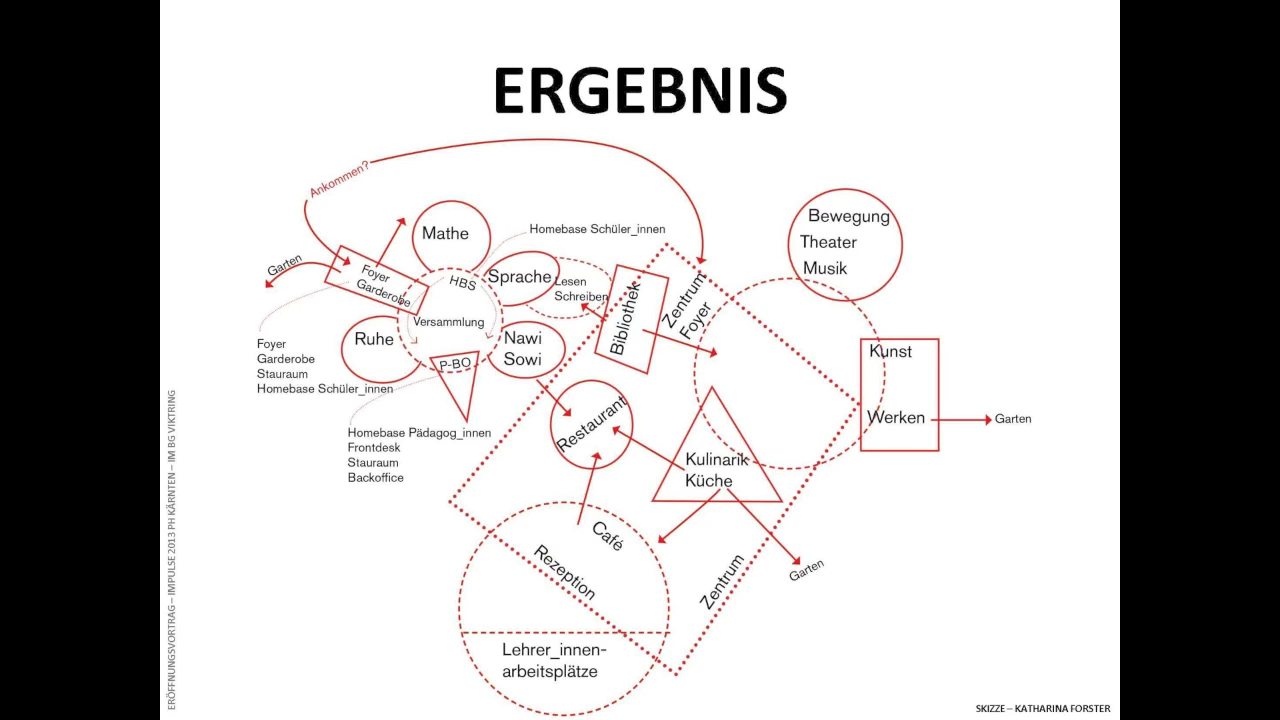 ERGEBNIS
Ankommen?
Garten
Foyer
Garderobe
Mathe
HBS
Homebase Schüler_innen
Sprache
Lesen
Schreiben
Bibliothek
Zentrum
Foyer
Bewegung
Theater
Musik
Versammlung
Ruhe
Nawi
Sowi
P-BO
Foyer
Garderobe
Stauraum
Homebase Schüler_innen
Homebase Pädagog_innen
Frontdesk
Stauraum
Backoffice
Kunst
Werken
Garten
Restaurant
Kulinarik
Küche
Café
Rezeption
Zentrum
Garten
Lehrer_innen-
arbeitsplätze
ERÖFFNUNGSVORTRAG – IMPULSE 2013 PH KÄRNTEN – IM BG VIKTRING
SKIZZE – KATHARINA FORSTER